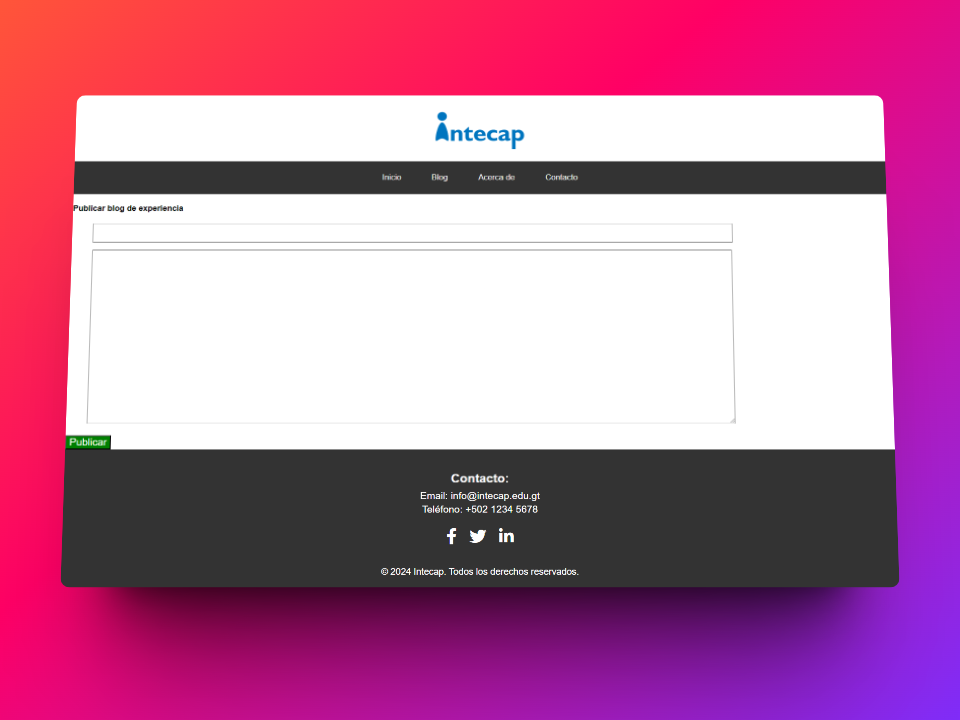 intecap
Inicio Blog Acerca de Contacto
Publicar blog de experiencia
Publicar
Contacto:
Email: info@intecap.edu.gt
Teléfono: +502 1234 5678
© 2024 Intecap. Todos los derechos reservados.